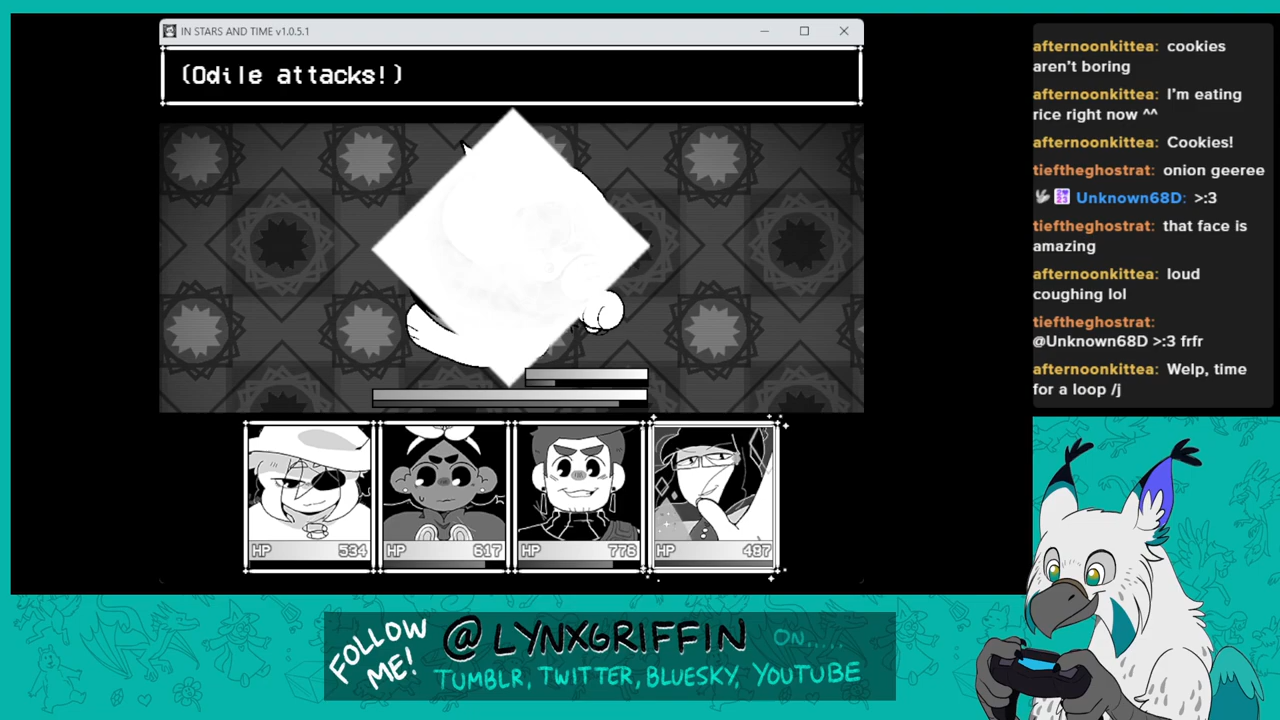 IN STARS AND TIME v1.0.5.1
(Odile attacks!)
HP 534
HP 617
HP 776
HP 497
afternoonkittea: cookies
aren't boring
afternoonkittea: I'm eating
rice right now ^^
afternoonkittea: Cookies!
tieftheghostrat: onion geeree
Unknown68D: >:3
tieftheghostrat: that face is
amazing
afternoonkittea: loud
coughing lol
tieftheghostrat:
@Unknown68D >:3 frfr
afternoonkittea: Welp, time
for a loop /j
FOLLOW
ME!
@LYNXGRIFFIN ON.....
TUMBLR, TWITTER, BLUESKY, YOUTUBE